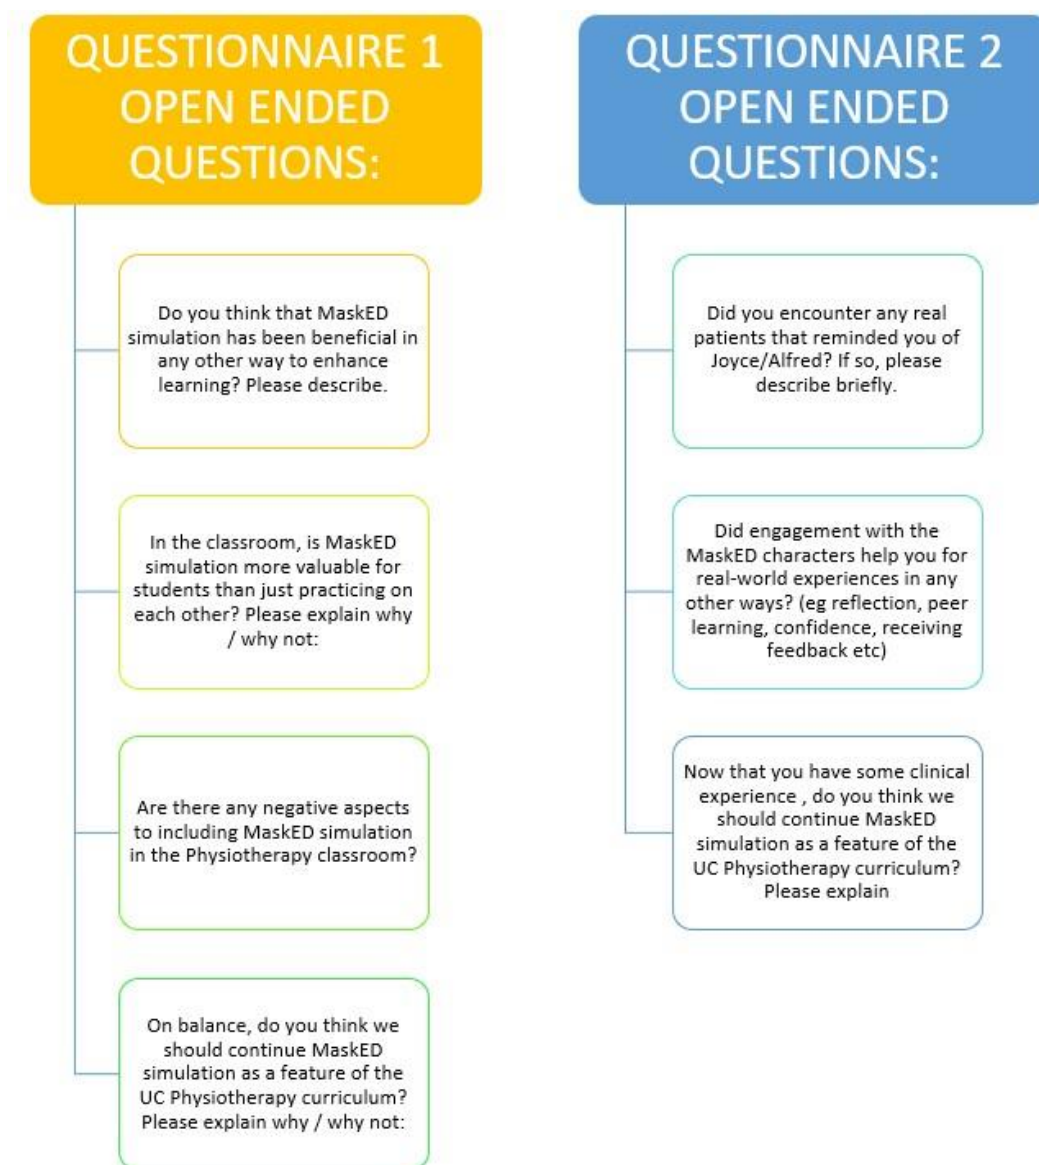 QUESTIONNAIRE 1
OPEN ENDED
QUESTIONS:
Do you think that MaskED
simulation has been beneficial in
any other way to enhance
learning? Please describe.
In the classroom, is MaskED
simulation more valuable for
students than just practicing on
each other? Please explain why
/ why not:
Are there any negative aspects
to including MaskED simulation
in the Physiotherapy classroom?
On balance, do you think we
should continue MaskED
simulation as a feature of the
UC Physiotherapy curriculum?
Please explain why / why not:
QUESTIONNAIRE 2
OPEN ENDED
QUESTIONS:
Did you encounter any real
patients that reminded you of
Joyce/Alfred? If so, please
describe briefly.
Did engagement with the
MaskED characters help you for
real-world experiences in any
other ways? (eg reflection, peer
learning, confidence, receiving
feedback etc)
Now that you have some clinical
experience , do you think we
should continue MaskED
simulation as a feature of the
UC Physiotherapy curriculum?
Please explain